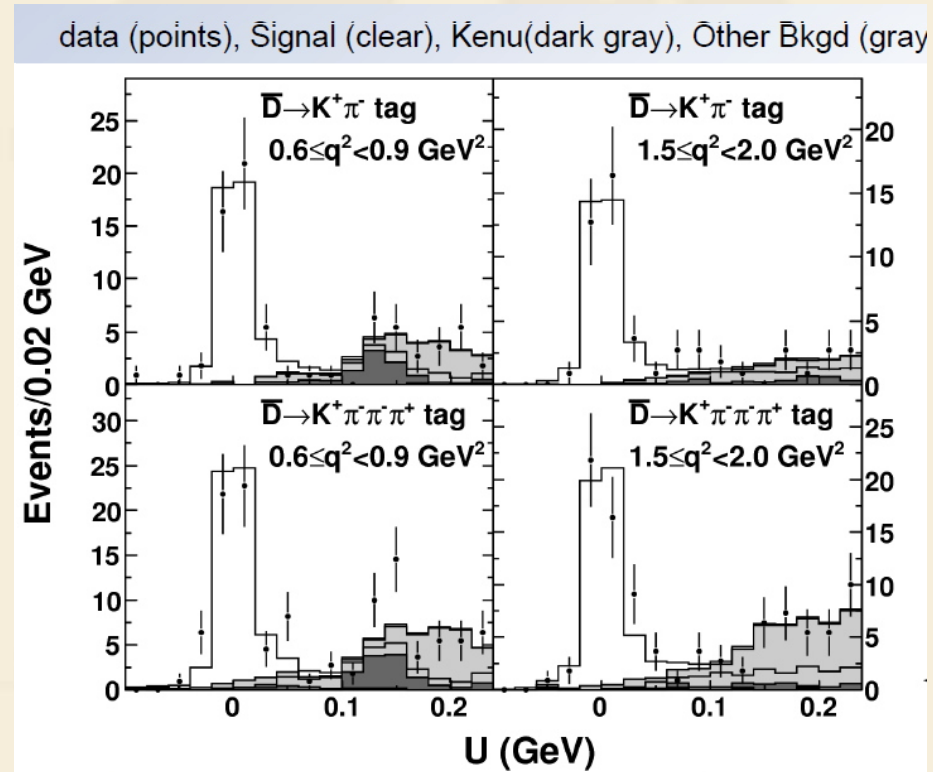 data (points), Signal (clear), Kenu(dark gray), Other Bkgd (gray
D̅→K⁺π⁻ tag
0.6≤q²<0.9 GeV²
D̅→K⁺π⁻ tag
1.5≤q²<2.0 GeV²
25
20
15
10
5
0
20
15
10
5
0
D̅→K⁺π⁻π⁻π⁺ tag
0.6≤q²<0.9 GeV²
D̅→K⁺π⁻π⁻π⁺ tag
1.5≤q²<2.0 GeV²
30
25
20
15
10
5
0
25
20
15
10
5
0
Events/0.02 GeV
0 0.1 0.2 0 0.1 0.2
U (GeV)